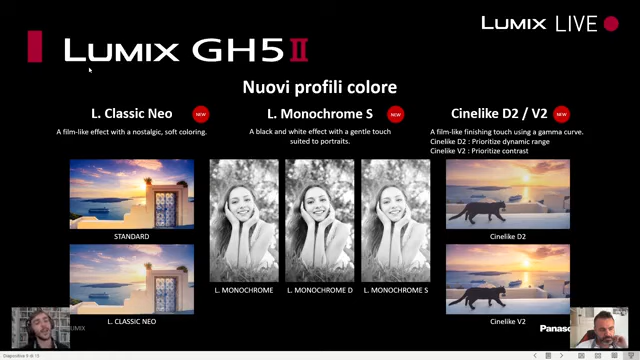 LUMIX LIVE
LUMIX GH5II
Nuovi profili colore
L. Classic Neo
NEW
A film-like effect with a nostalgic, soft coloring.
STANDARD
L. CLASSIC NEO
L. Monochrome S
NEW
A black and white effect with a gentle touch
suited to portraits.
L. MONOCHROME
L. MONOCHROME D
L. MONOCHROME S
Cinelike D2 / V2
NEW
A film-like finishing touch using a gamma curve.
Cinelike D2 : Prioritize dynamic range
Cinelike V2 : Prioritize contrast
Cinelike D2
Cinelike V2
LUMIX
Panaso